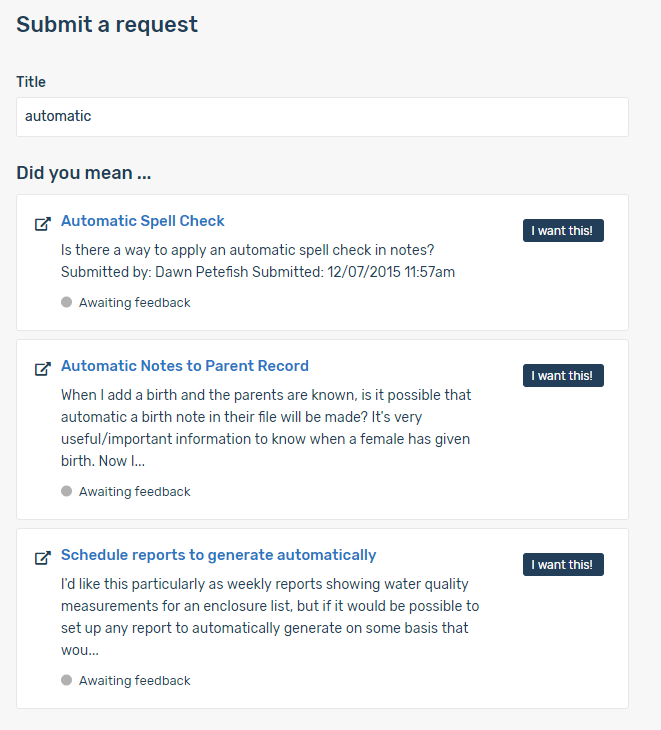 Submit a request
Title
automatic
Did you mean ...
Automatic Spell Check
I want this!
Is there a way to apply an automatic spell check in notes?
Submitted by: Dawn Petefish Submitted: 12/07/2015 11:57am
Awaiting feedback
Automatic Notes to Parent Record
I want this!
When I add a birth and the parents are known, is it possible that
automatic a birth note in their file will be made? It's very
useful/important information to know when a female has given
birth. Now I...
Awaiting feedback
Schedule reports to generate automatically
I want this!
I'd like this particularly as weekly reports showing water quality
measurements for an enclosure list, but if it would be possible to
set up any report to automatically generate on some basis that
wou...
Awaiting feedback